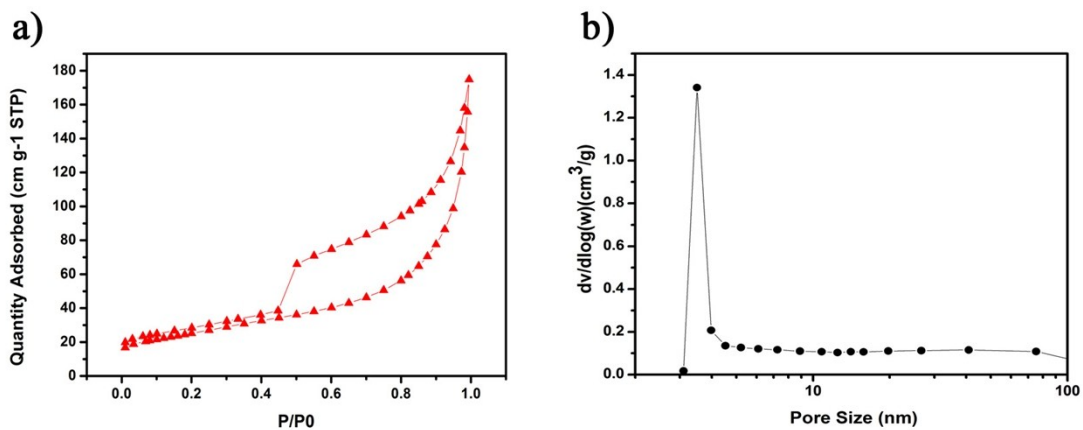 a)
180
160
140
120
100
80
60
40
20
0
Quantity Adsorbed (cm g-1 STP)
0.0 0.2 0.4 0.6 0.8 1.0
P/P0
b)
1.4
1.2
1.0
0.8
0.6
0.4
0.2
0.0
dv/dlog(w)(cm³/g)
10 100
Pore Size (nm)